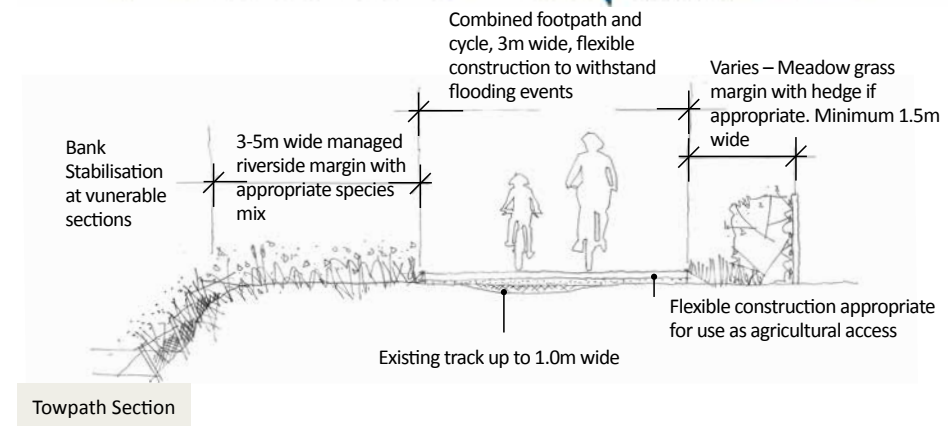 Combined footpath and
cycle, 3m wide, flexible
construction to withstand
flooding events
Varies – Meadow grass
margin with hedge if
appropriate. Minimum 1.5m
wide
Bank
Stabilisation
at vunerable
sections
3-5m wide managed
riverside margin with
appropriate species
mix
Flexible construction appropriate
for use as agricultural access
Existing track up to 1.0m wide
Towpath Section